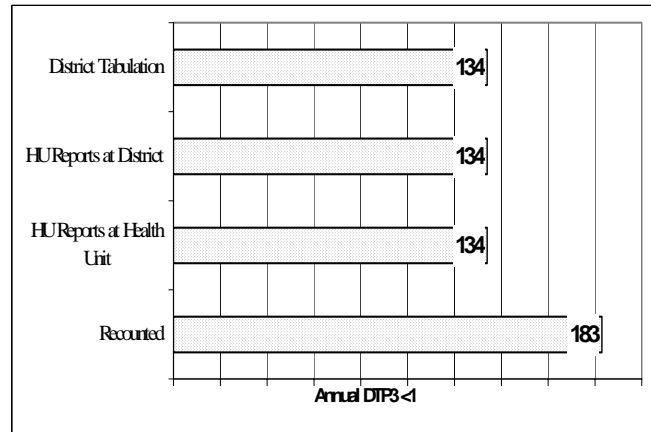 District Tabulation
134
HU Reports at District
134
HU Reports at Health
Unit
134
Recounted
183
Annual DTP3 <1